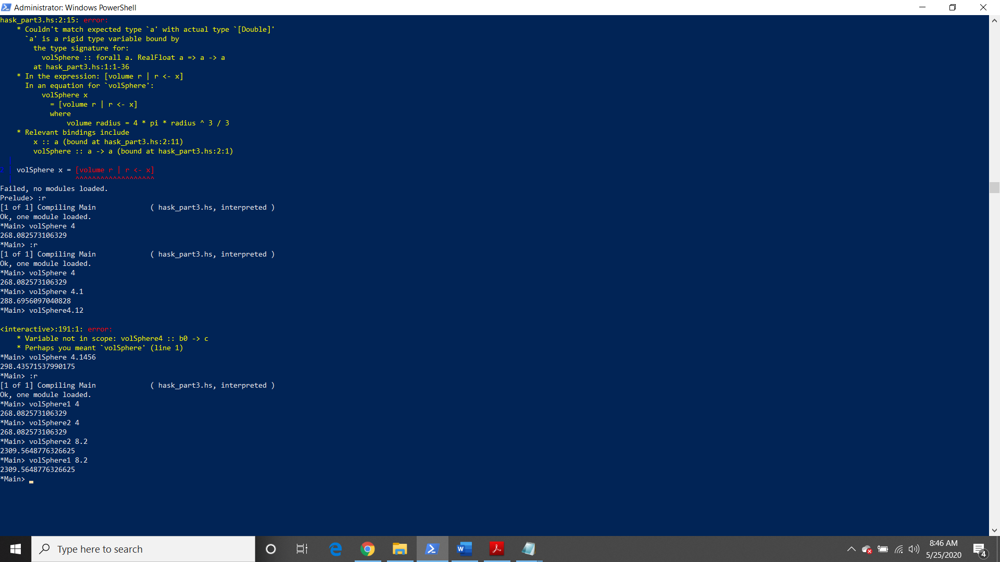 Administrator: Windows PowerShell
hask_part3.hs:2:15: error:
    * Couldn't match expected type `a' with actual type `[Double]'
      `a' is a rigid type variable bound by
        the type signature for:
          volSphere :: forall a. RealFloat a => a -> a
        at hask_part3.hs:1:1-36
    * In the expression: [volume r | r <- x]
      In an equation for `volSphere':
          volSphere x
            = [volume r | r <- x]
            where
                volume radius = 4 * pi * radius ^ 3 / 3
    * Relevant bindings include
        x :: a (bound at hask_part3.hs:2:11)
        volSphere :: a -> a (bound at hask_part3.hs:2:1)
2 | volSphere x = [volume r | r <- x]
                  ^^^^^^^^^^^^^^^^^^^
Failed, no modules loaded.
Prelude> :r
[1 of 1] Compiling Main             ( hask_part3.hs, interpreted )
Ok, one module loaded.
*Main> volSphere 4
268.082573106329
*Main> :r
[1 of 1] Compiling Main             ( hask_part3.hs, interpreted )
Ok, one module loaded.
*Main> volSphere 4
268.082573106329
*Main> volSphere 4.1
288.6956097040828
*Main> volSphere4.12
<interactive>:191:1: error:
    * Variable not in scope: volSphere4 :: b0 -> c
    * Perhaps you meant `volSphere' (line 1)
*Main> volSphere 4.1456
298.43571537990175
*Main> :r
[1 of 1] Compiling Main             ( hask_part3.hs, interpreted )
Ok, one module loaded.
*Main> volSphere1 4
268.082573106329
*Main> volSphere2 4
268.082573106329
*Main> volSphere2 8.2
2309.5648776326625
*Main> volSphere1 8.2
2309.5648776326625
*Main>
Type here to search
8:46 AM
5/25/2020
4